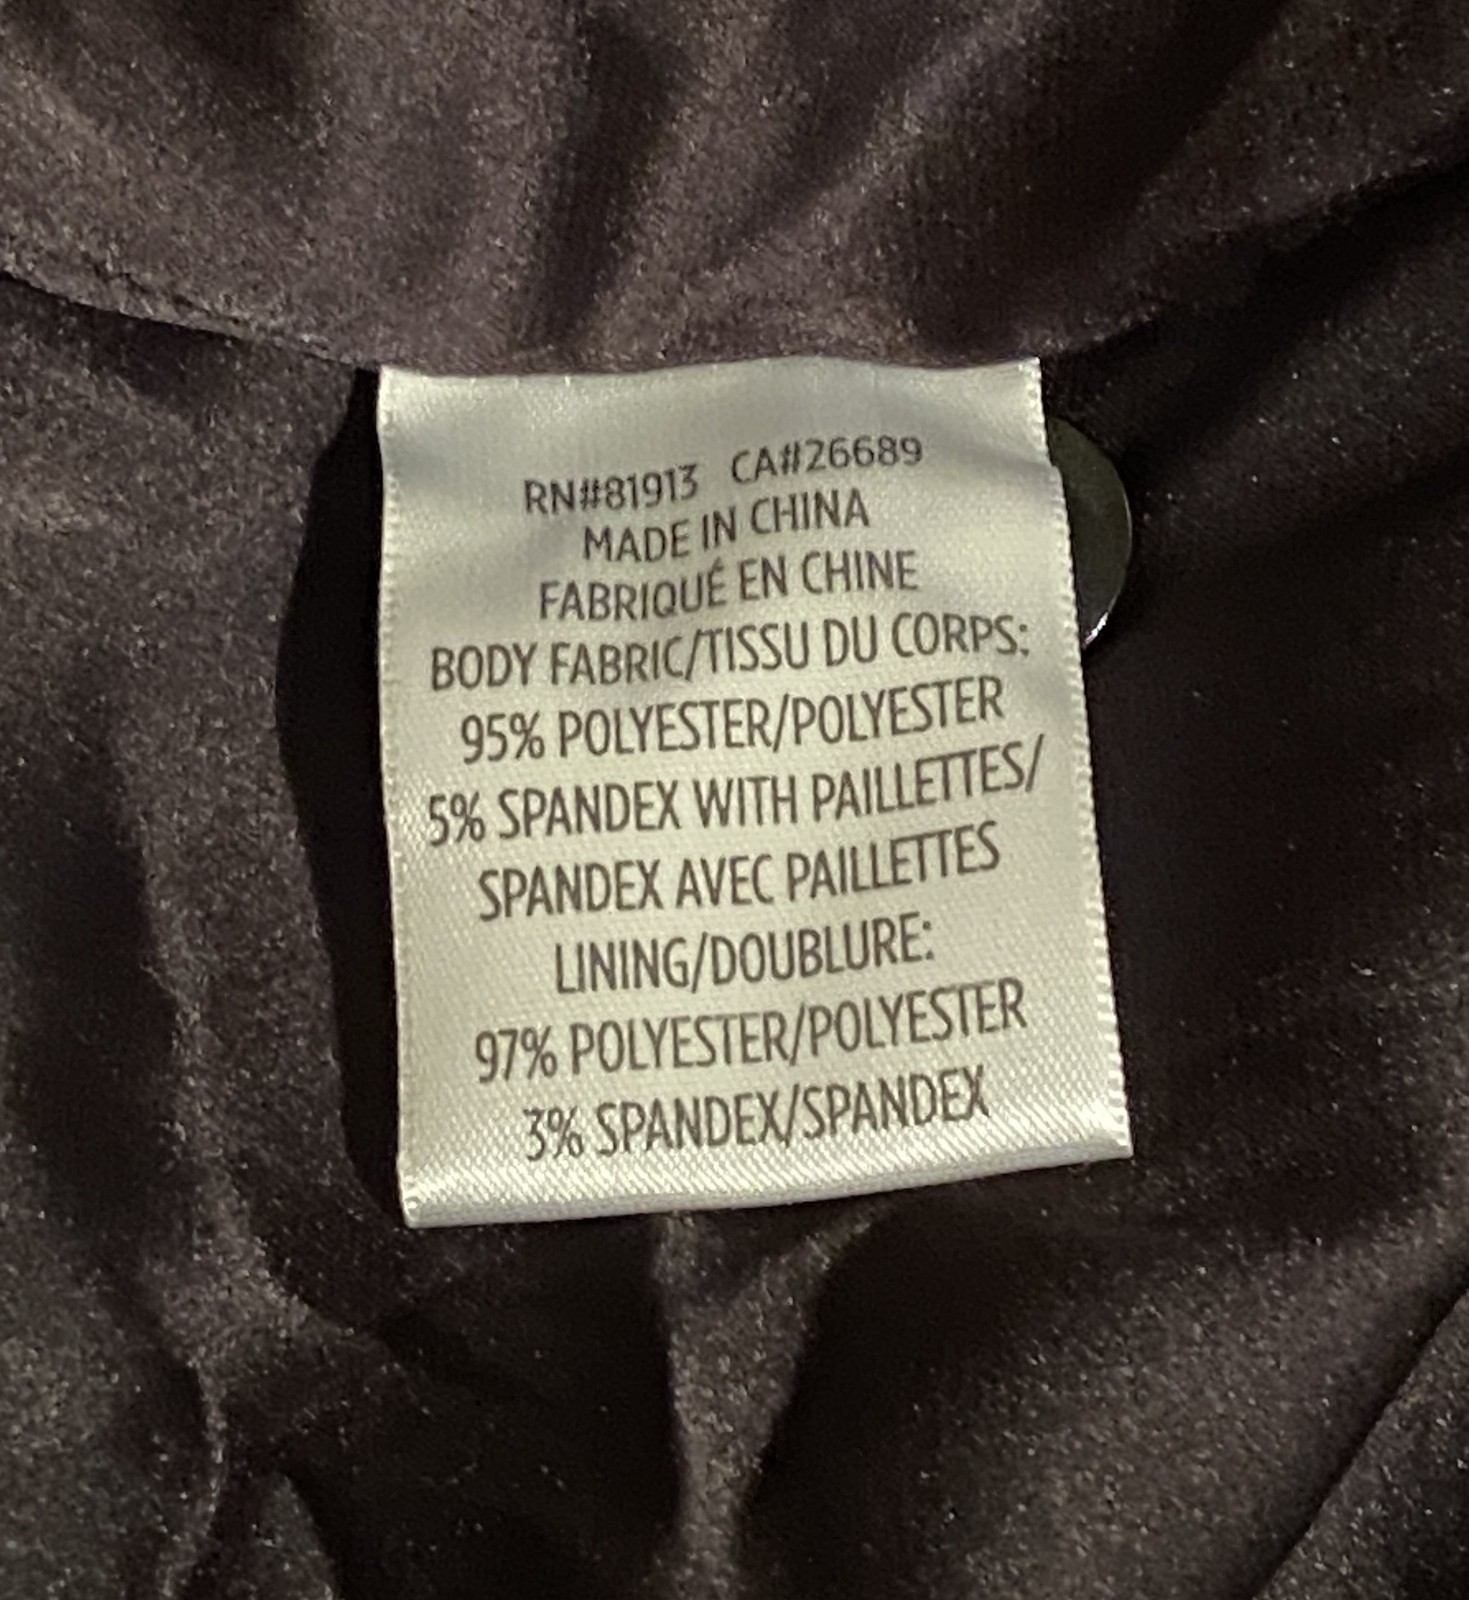 RN#81913 CA#26689
MADE IN CHINA
FABRIQUÉ EN CHINE
BODY FABRIC/TISSU DU CORPS:
95% POLYESTER/POLYESTER
5% SPANDEX WITH PAILLETTES/
SPANDEX AVEC PAILLETTES
LINING/DOUBLURE:
97% POLYESTER/POLYESTER
3% SPANDEX/SPANDEX